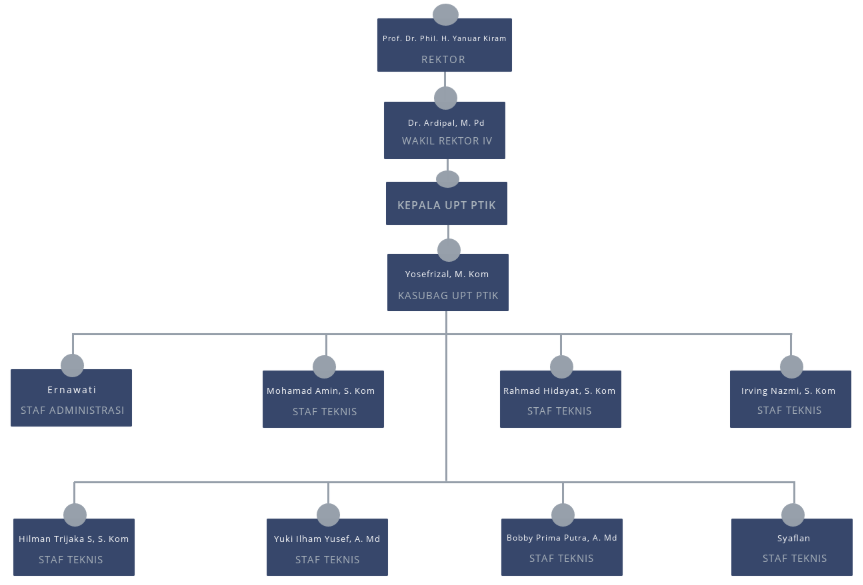 Prof. Dr. Phil. H. Yanuar Kiram
REKTOR
Dr. Ardipal, M. Pd
WAKIL REKTOR IV
KEPALA UPT PTIK
Yosefrizal, M. Kom
KASUBAG UPT PTIK
Ernawati
STAF ADMINISTRASI
Mohamad Amin, S. Kom
STAF TEKNIS
Rahmad Hidayat, S. Kom
STAF TEKNIS
Irving Nazmi, S. Kom
STAF TEKNIS
Hilman Trijaka S, S. Kom
STAF TEKNIS
Yuki Ilham Yusef, A. Md
STAF TEKNIS
Bobby Prima Putra, A. Md
STAF TEKNIS
Syaflan
STAF TEKNIS